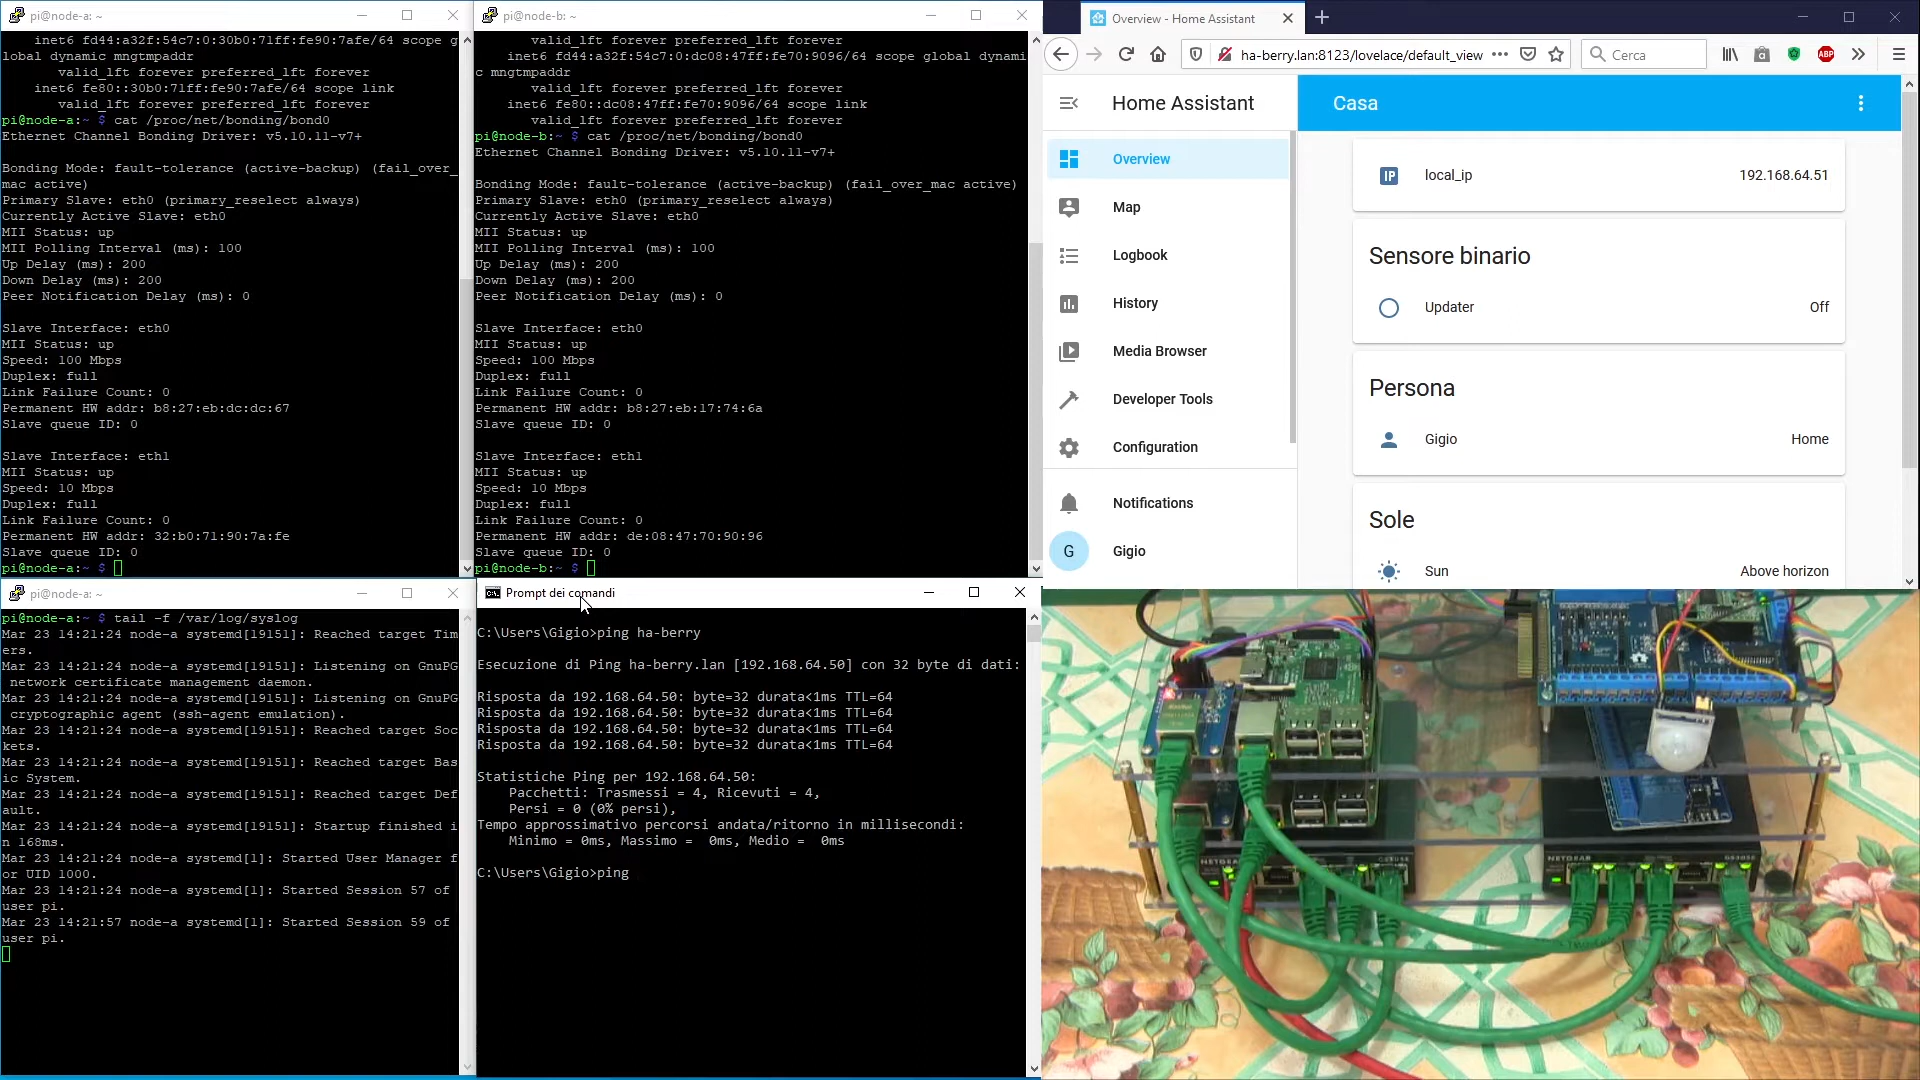 pi@node-a: ~
inet6 fd44:a32f:54c7:0:30b0:71ff:fe90:7afe/64 scope g
lobal dynamic mngtmpaddr
valid_lft forever preferred_lft forever
inet6 fe80::30b0:71ff:fe90:7afe/64 scope link
valid_lft forever preferred_lft forever
pi@node-a:~ $ cat /proc/net/bonding/bond0
Ethernet Channel Bonding Driver: v5.10.11-v7+
Bonding Mode: fault-tolerance (active-backup) (fail_over_
mac active)
Primary Slave: eth0 (primary_reselect always)
Currently Active Slave: eth0
MII Status: up
MII Polling Interval (ms): 100
Up Delay (ms): 200
Down Delay (ms): 200
Peer Notification Delay (ms): 0
Slave Interface: eth0
MII Status: up
Speed: 100 Mbps
Duplex: full
Link Failure Count: 0
Permanent HW addr: b8:27:eb:dc:dc:67
Slave queue ID: 0
Slave Interface: eth1
MII Status: up
Speed: 10 Mbps
Duplex: full
Link Failure Count: 0
Permanent HW addr: 32:b0:71:90:7a:fe
Slave queue ID: 0
pi@node-a:~ $
pi@node-b: ~
valid_lft forever preferred_lft forever
inet6 fd44:a32f:54c7:0:dc08:47ff:fe70:9096/64 scope global dynami
c mngtmpaddr
valid_lft forever preferred_lft forever
inet6 fe80::dc08:47ff:fe70:9096/64 scope link
valid_lft forever preferred_lft forever
pi@node-b:~ $ cat /proc/net/bonding/bond0
Ethernet Channel Bonding Driver: v5.10.11-v7+
Bonding Mode: fault-tolerance (active-backup) (fail_over_mac active)
Primary Slave: eth0 (primary_reselect always)
Currently Active Slave: eth0
MII Status: up
MII Polling Interval (ms): 100
Up Delay (ms): 200
Down Delay (ms): 200
Peer Notification Delay (ms): 0
Slave Interface: eth0
MII Status: up
Speed: 100 Mbps
Duplex: full
Link Failure Count: 0
Permanent HW addr: b8:27:eb:17:74:6a
Slave queue ID: 0
Slave Interface: eth1
MII Status: up
Speed: 10 Mbps
Duplex: full
Link Failure Count: 0
Permanent HW addr: de:08:47:70:90:96
Slave queue ID: 0
pi@node-b:~ $
Overview - Home Assistant
ha-berry.lan:8123/lovelace/default_view
Cerca
ABP
Home Assistant
Overview
Map
Logbook
History
Media Browser
Developer Tools
Configuration
Notifications
G Gigio
Casa
IP local_ip 192.168.64.51
Sensore binario
Updater Off
Persona
Gigio Home
Sole
Sun Above horizon
pi@node-a: ~
pi@node-a:~ $ tail -f /var/log/syslog
Mar 23 14:21:24 node-a systemd[19151]: Reached target Tim
ers.
Mar 23 14:21:24 node-a systemd[19151]: Listening on GnuPG
network certificate management daemon.
Mar 23 14:21:24 node-a systemd[19151]: Listening on GnuPG
cryptographic agent (ssh-agent emulation).
Mar 23 14:21:24 node-a systemd[19151]: Reached target Soc
kets.
Mar 23 14:21:24 node-a systemd[19151]: Reached target Bas
ic System.
Mar 23 14:21:24 node-a systemd[19151]: Reached target Def
ault.
Mar 23 14:21:24 node-a systemd[19151]: Startup finished i
n 168ms.
Mar 23 14:21:24 node-a systemd[1]: Started User Manager f
or UID 1000.
Mar 23 14:21:24 node-a systemd[1]: Started Session 57 of
user pi.
Mar 23 14:21:57 node-a systemd[1]: Started Session 59 of
user pi.
Prompt dei comandi
C:\Users\Gigio>ping ha-berry
Esecuzione di Ping ha-berry.lan [192.168.64.50] con 32 byte di dati:
Risposta da 192.168.64.50: byte=32 durata<1ms TTL=64
Risposta da 192.168.64.50: byte=32 durata<1ms TTL=64
Risposta da 192.168.64.50: byte=32 durata<1ms TTL=64
Risposta da 192.168.64.50: byte=32 durata<1ms TTL=64
Statistiche Ping per 192.168.64.50:
Pacchetti: Trasmessi = 4, Ricevuti = 4,
Persi = 0 (0% persi),
Tempo approssimativo percorsi andata/ritorno in millisecondi:
Minimo = 0ms, Massimo =  0ms, Medio =  0ms
C:\Users\Gigio>ping
NETGEAR
NETGEAR